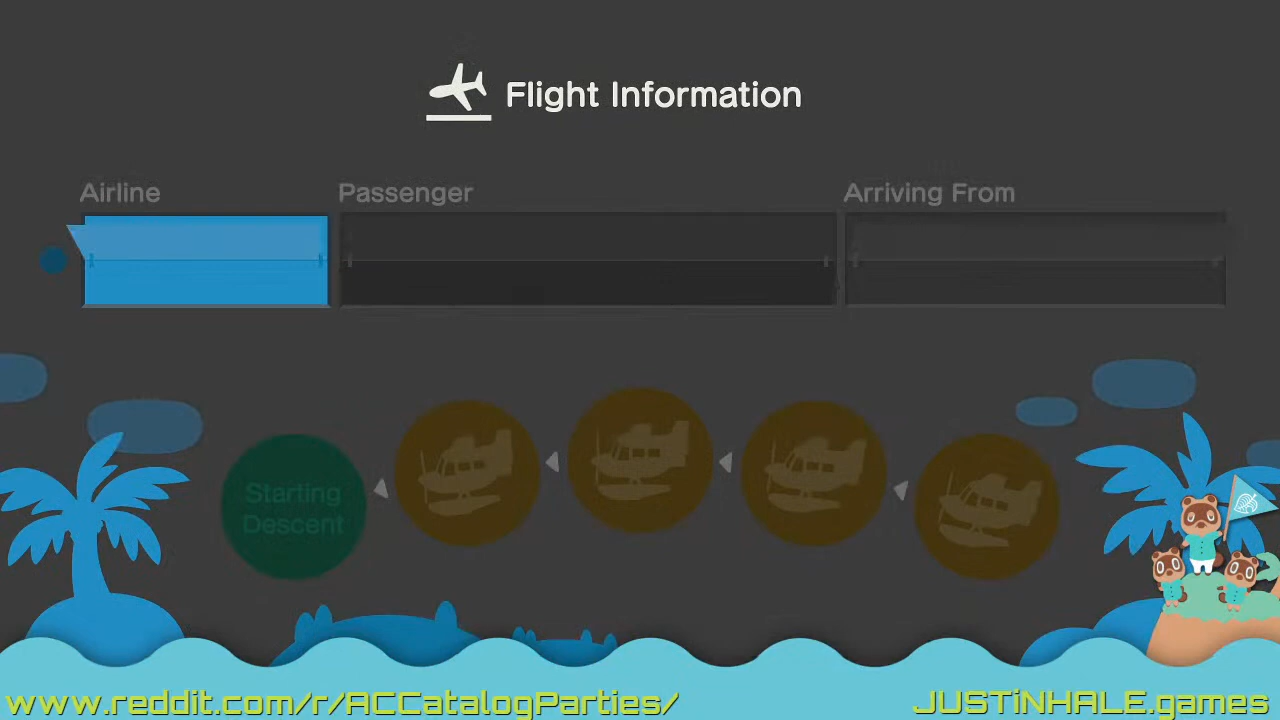 Flight Information
Airline
Passenger
Arriving From
Starting
Descent
www.reddit.com/r/ACCatalogParties/
JUSTiNHALE.games